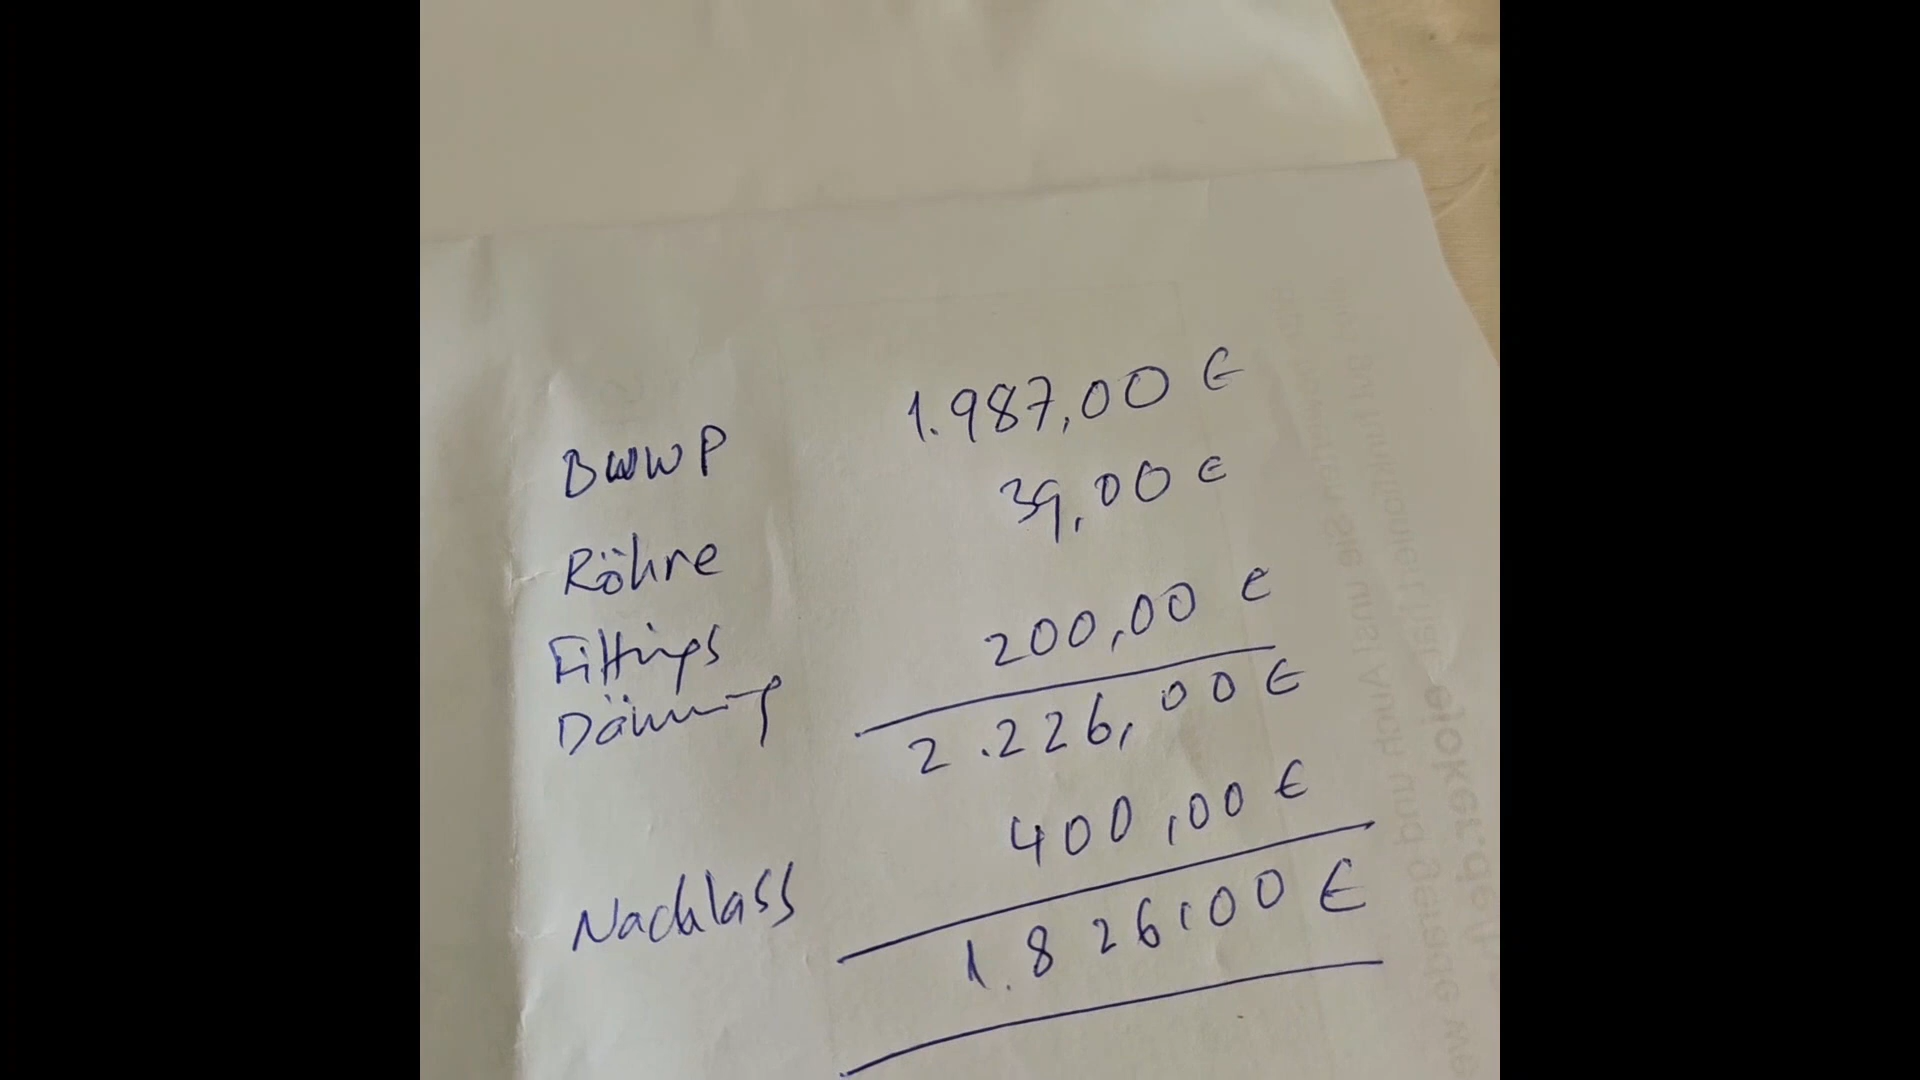 BWWP 1.987,00 €
Röhre 39,00 €
Fittings 200,00 €
Dämung
2.226,00 €
Nachlass 400,00 €
1.826,00 €